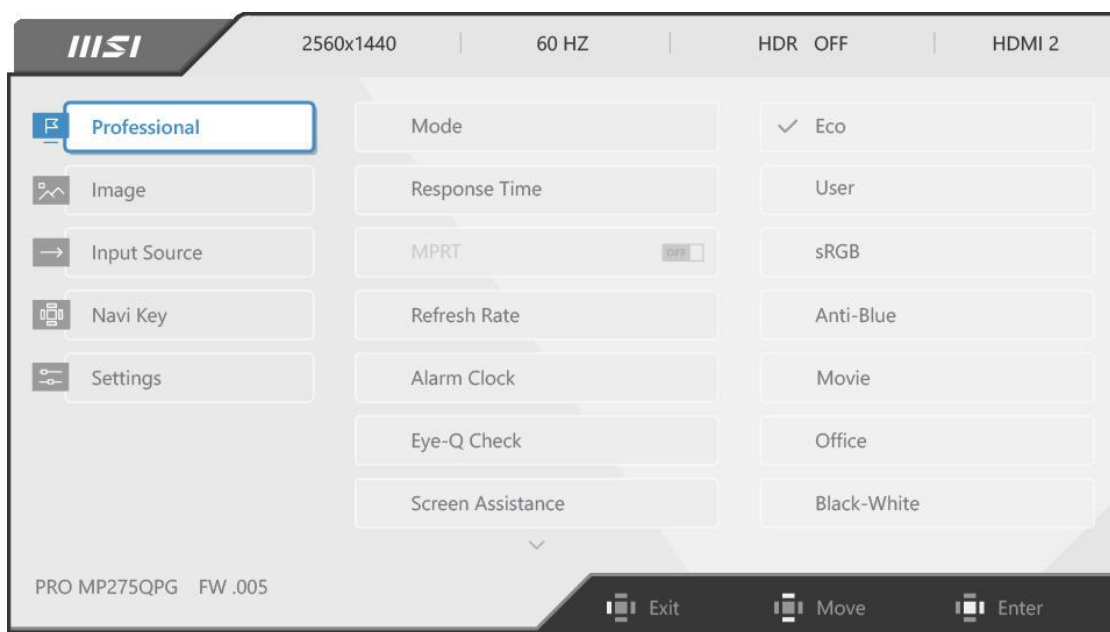 msi 2560x1440 60 HZ HDR OFF HDMI 2
Professional Mode Eco
Image Response Time User
Input Source MPRT OFF sRGB
Navi Key Refresh Rate Anti-Blue
Settings Alarm Clock Movie
Eye-Q Check Office
Screen Assistance Black-White
PRO MP275QPG FW .005
Exit Move Enter